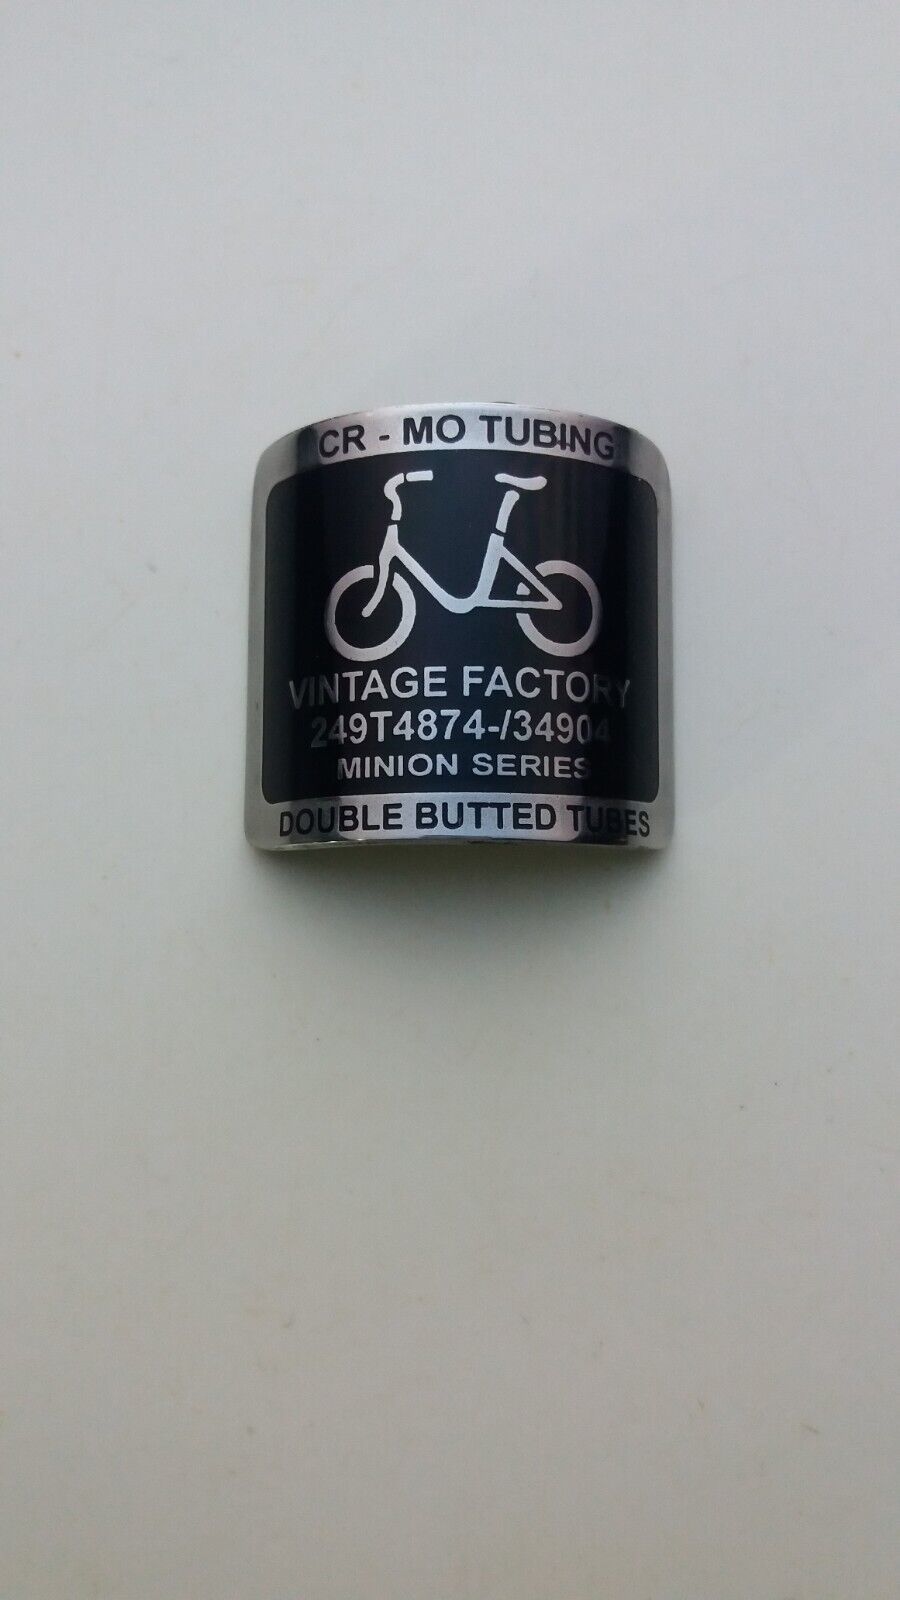 CR - MO TUBING
VINTAGE FACTORY
249T4874-/34904
MINION SERIES
DOUBLE BUTTED TUBES